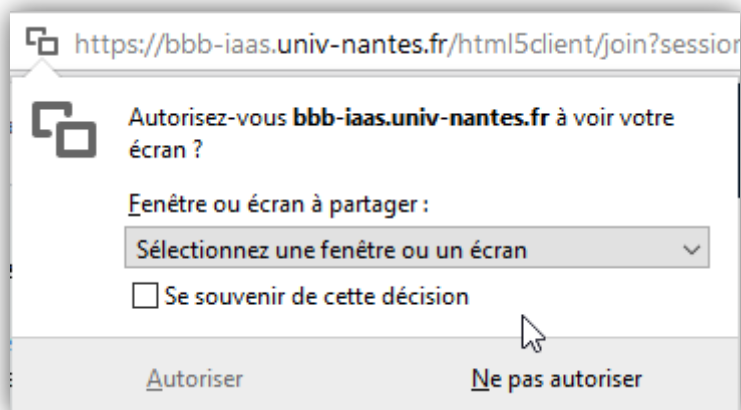 https://bbb-iaas.univ-nantes.fr/html5client/join?session
Autorisez-vous bbb-iaas.univ-nantes.fr à voir votre
écran ?
Fenêtre ou écran à partager :
Sélectionnez une fenêtre ou un écran
Se souvenir de cette décision
Autoriser
Ne pas autoriser